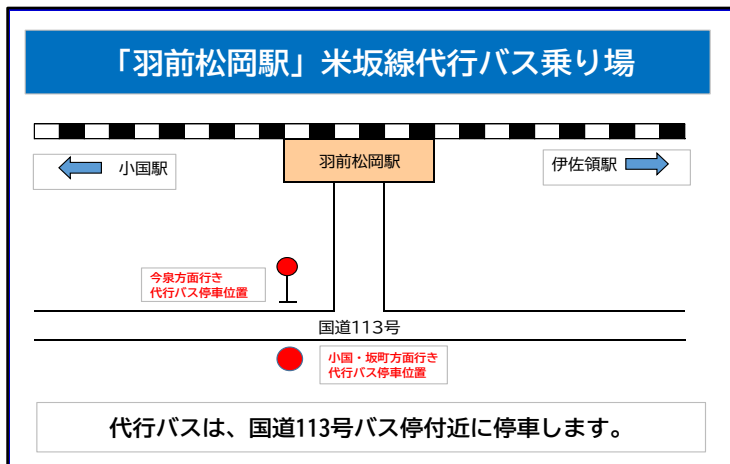 「羽前松岡駅」米坂線代行バス乗り場
小国駅
羽前松岡駅
伊佐領駅
今泉方面行き
代行バス停車位置
国道113号
小国・坂町方面行き
代行バス停車位置
代行バスは、国道113号バス停付近に停車します。